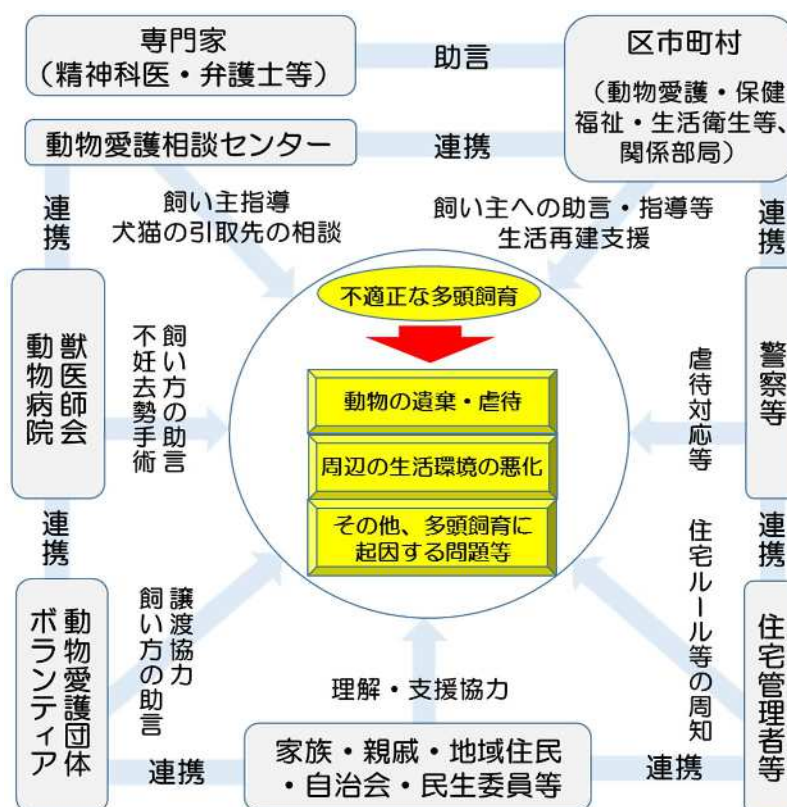 専門家
（精神科医・弁護士等）
助言
区市町村
（動物愛護・保健
福祉・生活衛生等、
関係部局）
動物愛護相談センター
連携
連携
飼い主指導
犬猫の引取先の相談
飼い主への助言・指導等
生活再建支援
連携
不適正な多頭飼育
獣医師会
動物病院
飼い方の助言
不妊去勢手術
動物の遺棄・虐待
周辺の生活環境の悪化
その他、多頭飼育に
起因する問題等
虐待対応等
警察等
連携
連携
動物愛護団体
ボランティア
譲渡協力
飼い方の助言
理解・支援協力
住宅ルール等の周知
住宅管理者等
連携
家族・親戚・地域住民
・自治会・民生委員等
連携